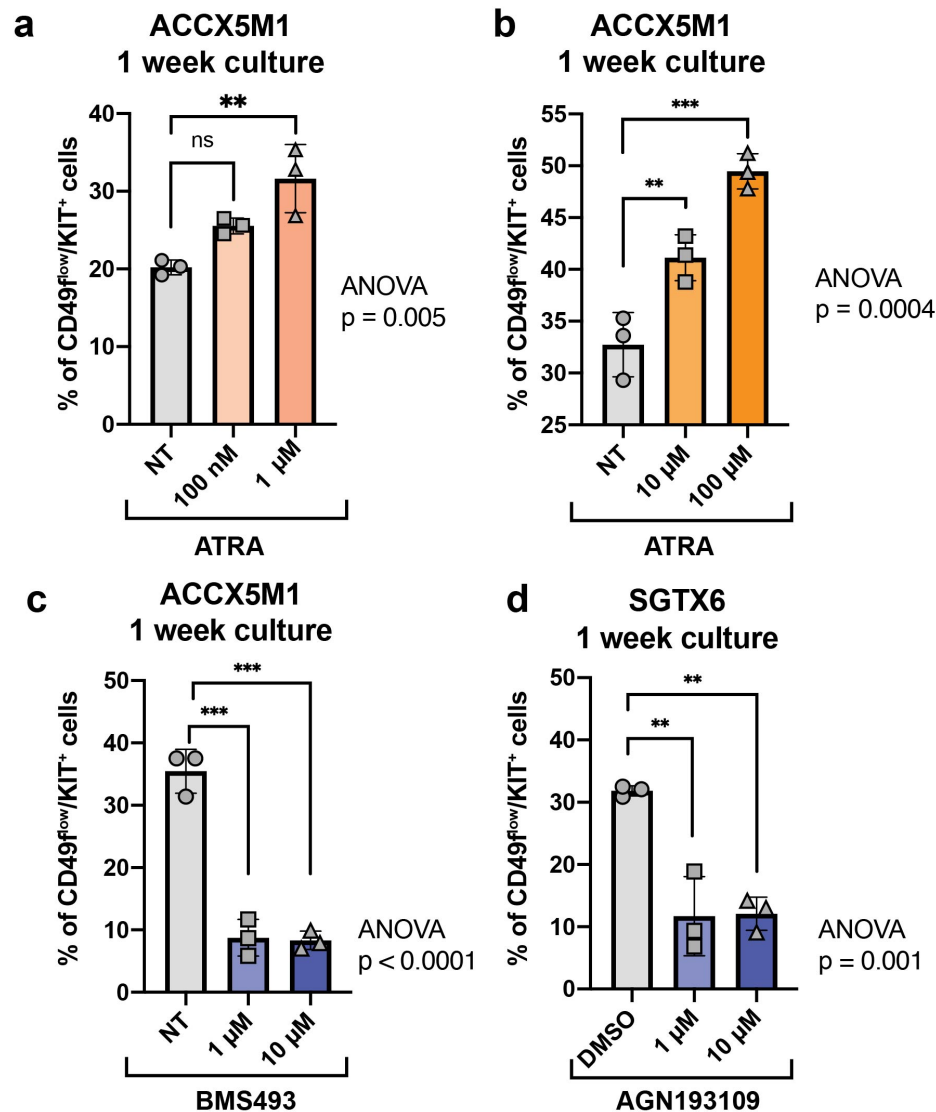 a
ACCX5M1
1 week culture
% of CD49fˡᵒʷ/KIT⁺ cells
40
30
20
10
0
**
ns
ANOVA
p = 0.005
NT
100 nM
1 µM
ATRA
b
ACCX5M1
1 week culture
% of CD49fˡᵒʷ/KIT⁺ cells
55
50
45
40
35
30
25
***
**
ANOVA
p = 0.0004
NT
10 µM
100 µM
ATRA
c
ACCX5M1
1 week culture
% of CD49fˡᵒʷ/KIT⁺ cells
50
40
30
20
10
0
***
***
ANOVA
p < 0.0001
NT
1 µM
10 µM
BMS493
d
SGTX6
1 week culture
% of CD49fˡᵒʷ/KIT⁺ cells
50
40
30
20
10
0
**
**
ANOVA
p = 0.001
DMSO
1 µM
10 µM
AGN193109